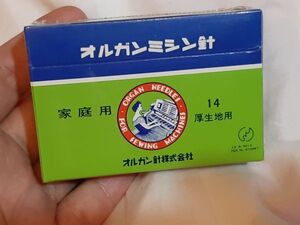 オルガンミシン針
家庭用
ORGAN NEEDLES
FOR SEWING MACHINES
14
厚生地用
オルガン針株式会社